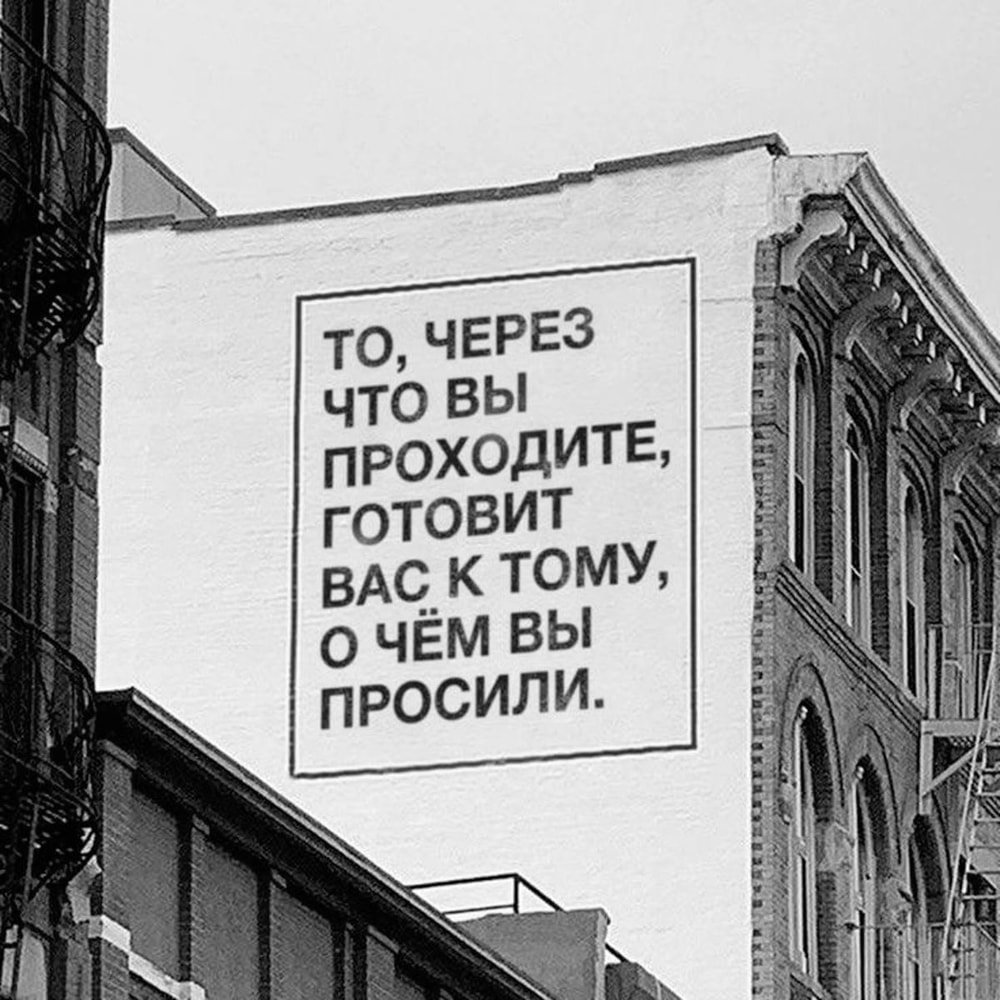 ТО, ЧЕРЕЗ
ЧТО ВЫ
ПРОХОДИТЕ,
ГОТОВИТ
ВАС К ТОМУ,
О ЧЁМ ВЫ
ПРОСИЛИ.